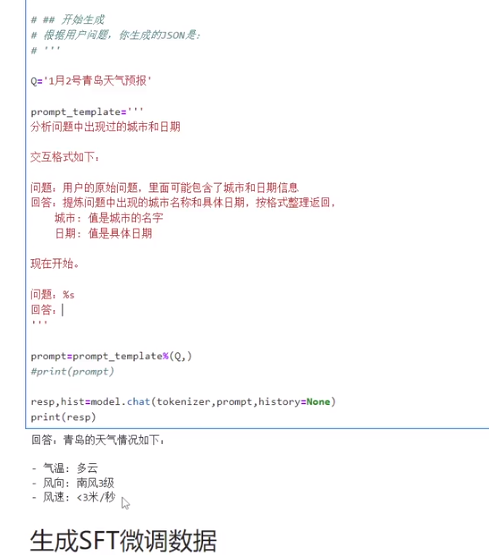 # ## 开始生成
# 根据用户问题，你生成的JSON是：
# '''
Q='1月2号青岛天气预报'
prompt_template='''
分析问题中出现过的城市和日期
交互格式如下：
问题：用户的原始问题，里面可能包含了城市和日期信息
回答：提炼问题中出现的城市名称和具体日期，按格式整理返回，
城市: 值是城市的名字
日期: 值是具体日期
现在开始。
问题：%s
回答：
'''
prompt=prompt_template%(Q,)
#print(prompt)
resp,hist=model.chat(tokenizer,prompt,history=None)
print(resp)
回答：青岛的天气情况如下：
- 气温: 多云
- 风向: 南风3级
- 风速: <3米/秒
生成SFT微调数据